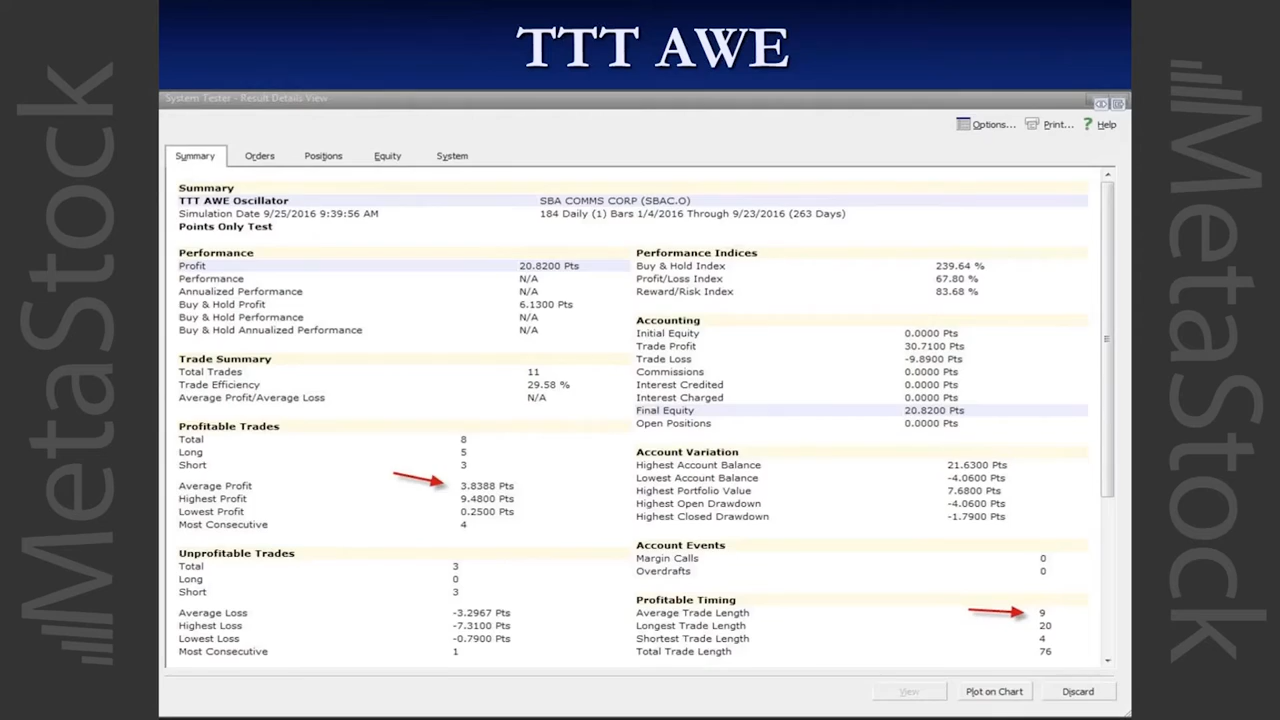 TTT AWE
MetaStock
MetaStock
System Tester - Result Details View
Options... Print... ? Help
Summary Orders Positions Equity System
Summary
TTT AWE Oscillator SBA COMMS CORP (SBAC.O)
Simulation Date 9/25/2016 9:39:56 AM 184 Daily (1) Bars 1/4/2016 Through 9/23/2016 (263 Days)
Points Only Test
Performance
Profit 20.8200 Pts
Performance N/A
Annualized Performance N/A
Buy & Hold Profit 6.1300 Pts
Buy & Hold Performance N/A
Buy & Hold Annualized Performance N/A
Trade Summary
Total Trades 11
Trade Efficiency 29.58 %
Average Profit/Average Loss N/A
Profitable Trades
Total 8
Long 5
Short 3
Average Profit 3.8388 Pts
Highest Profit 9.4800 Pts
Lowest Profit 0.2500 Pts
Most Consecutive 4
Unprofitable Trades
Total 3
Long 0
Short 3
Average Loss -3.2967 Pts
Highest Loss -7.3100 Pts
Lowest Loss -0.7900 Pts
Most Consecutive 1
Performance Indices
Buy & Hold Index 239.64 %
Profit/Loss Index 67.80 %
Reward/Risk Index 83.68 %
Accounting
Initial Equity 0.0000 Pts
Trade Profit 30.7100 Pts
Trade Loss -9.8900 Pts
Commissions 0.0000 Pts
Interest Credited 0.0000 Pts
Interest Charged 0.0000 Pts
Final Equity 20.8200 Pts
Open Positions 0.0000 Pts
Account Variation
Highest Account Balance 21.6300 Pts
Lowest Account Balance -4.0600 Pts
Highest Portfolio Value 7.6800 Pts
Highest Open Drawdown -4.0600 Pts
Highest Closed Drawdown -1.7900 Pts
Account Events
Margin Calls 0
Overdrafts 0
Profitable Timing
Average Trade Length 9
Longest Trade Length 20
Shortest Trade Length 4
Total Trade Length 76
View Plot on Chart Discard